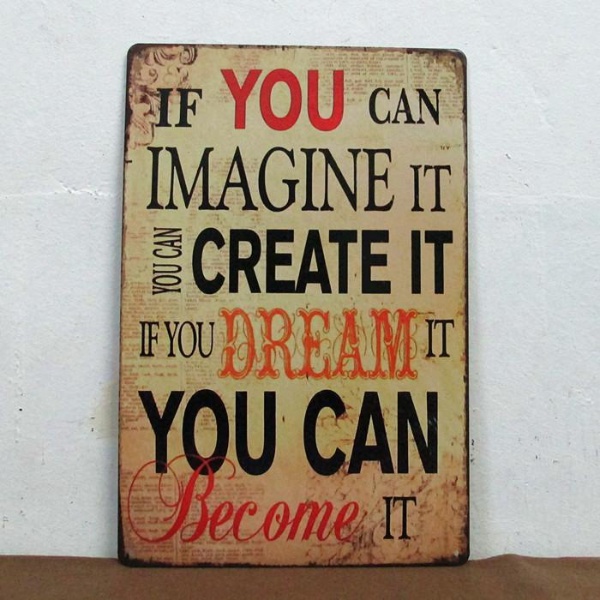 IF YOU CAN
IMAGINE IT
YOU CAN CREATE IT
IF YOU DREAM IT
YOU CAN
Become IT